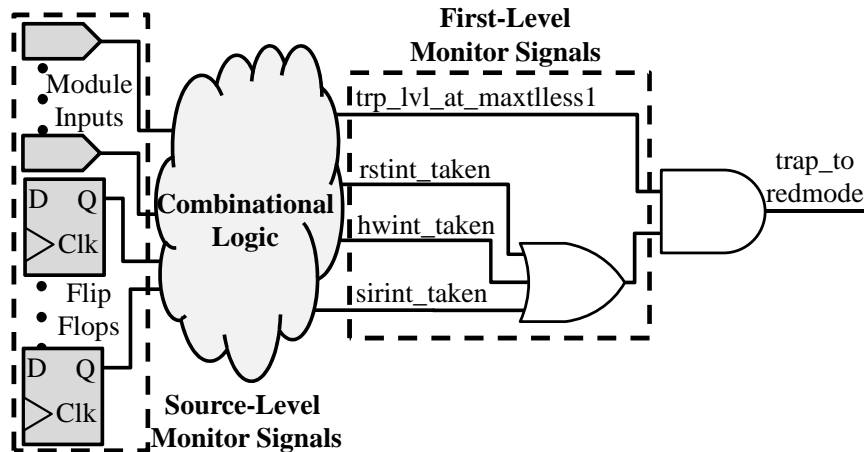 First-Level
Monitor Signals
Module
Inputs
trp_lvl_at_maxtlless1
rstint_taken
trap_to
redmode
D Q
Clk
Combinational
Logic
hwint_taken
Flip
Flops
sirint_taken
D Q
Clk
Source-Level
Monitor Signals